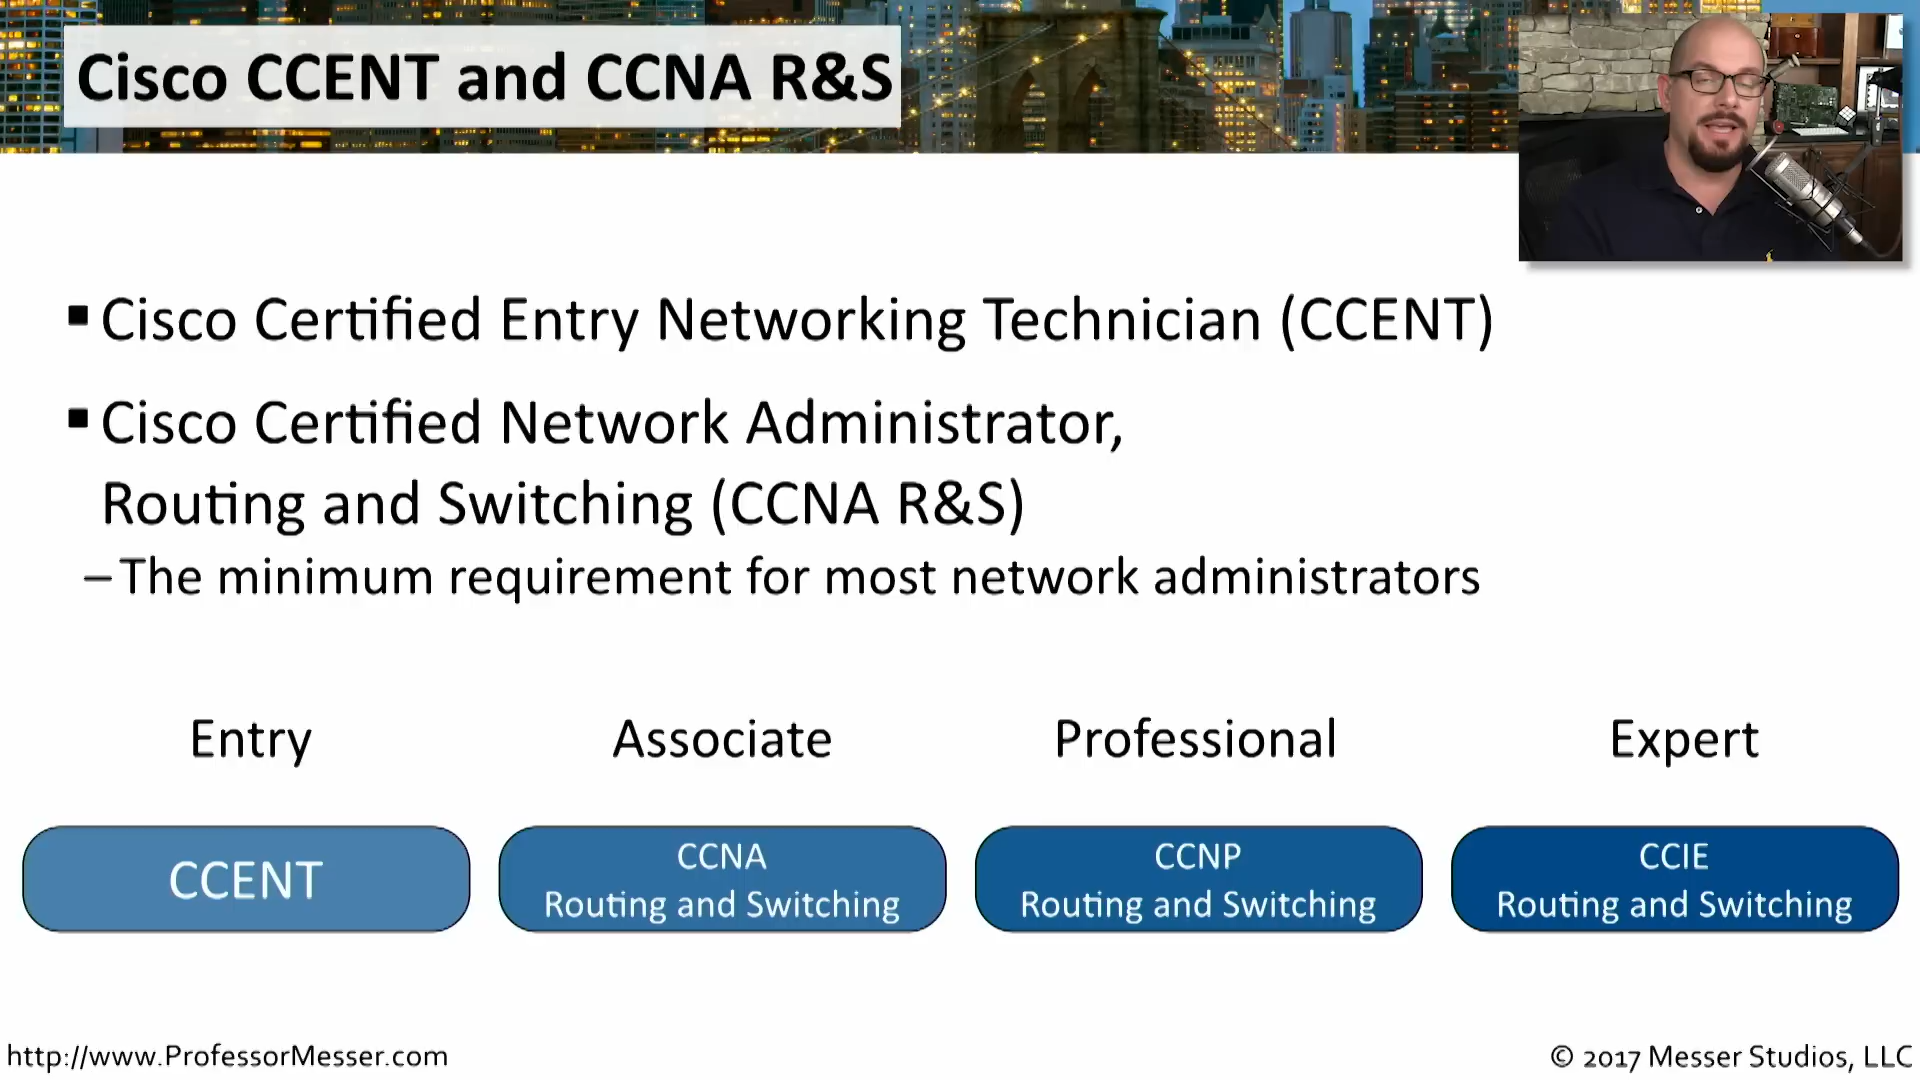 Cisco CCENT and CCNA R&S
▪ Cisco Certified Entry Networking Technician (CCENT)
▪ Cisco Certified Network Administrator,
Routing and Switching (CCNA R&S)
– The minimum requirement for most network administrators
Entry Associate Professional Expert
CCENT
CCNA
Routing and Switching
CCNP
Routing and Switching
CCIE
Routing and Switching
http://www.ProfessorMesser.com
© 2017 Messer Studios, LLC